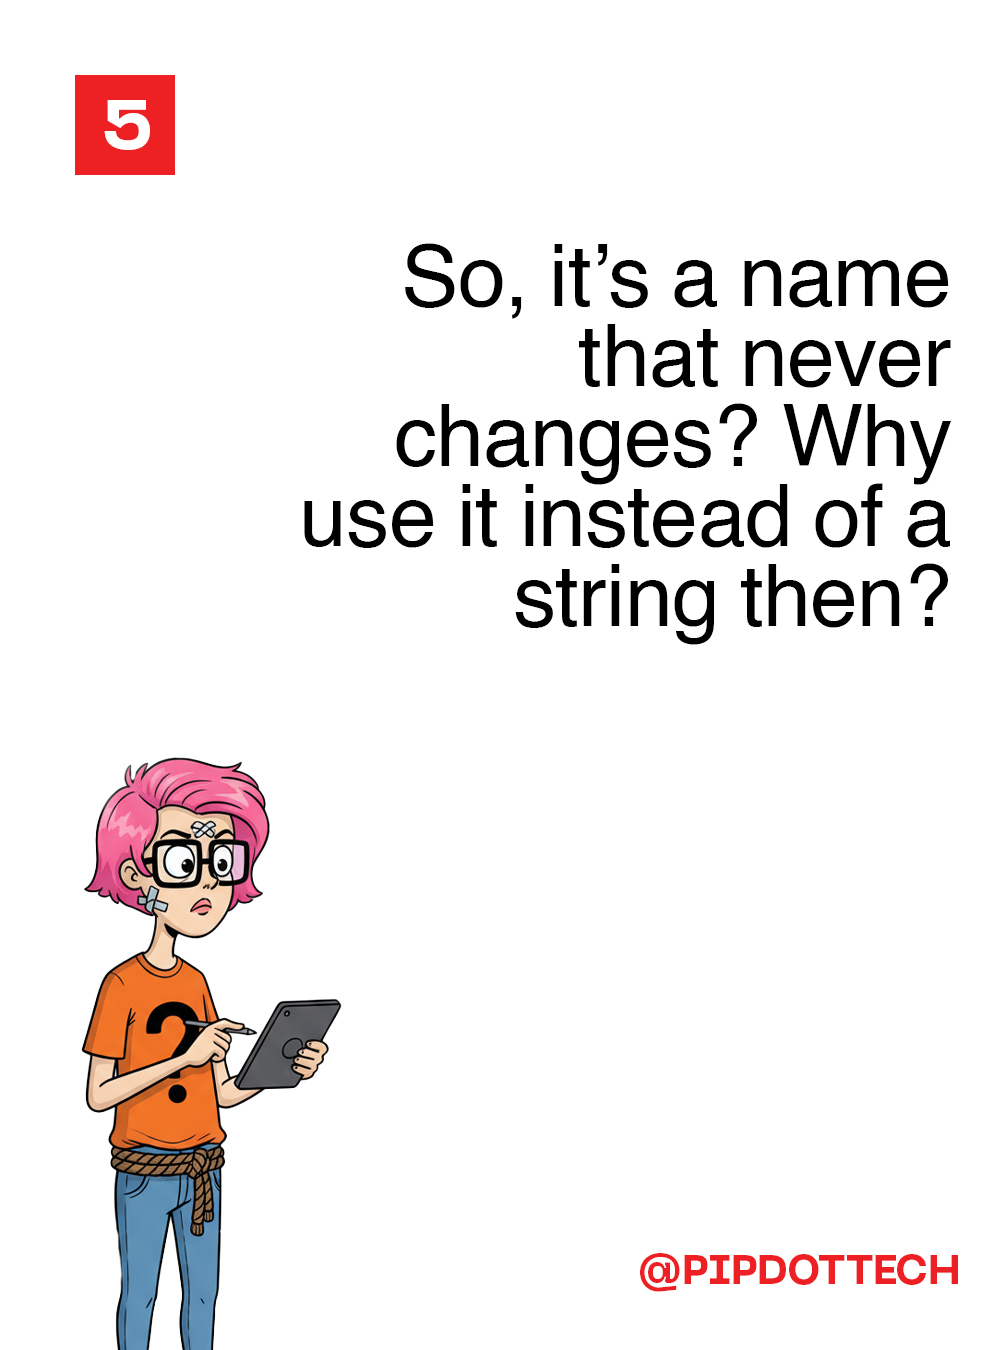 5
So, it’s a name
that never
changes? Why
use it instead of a
string then?
?
@PIPDOTTECH